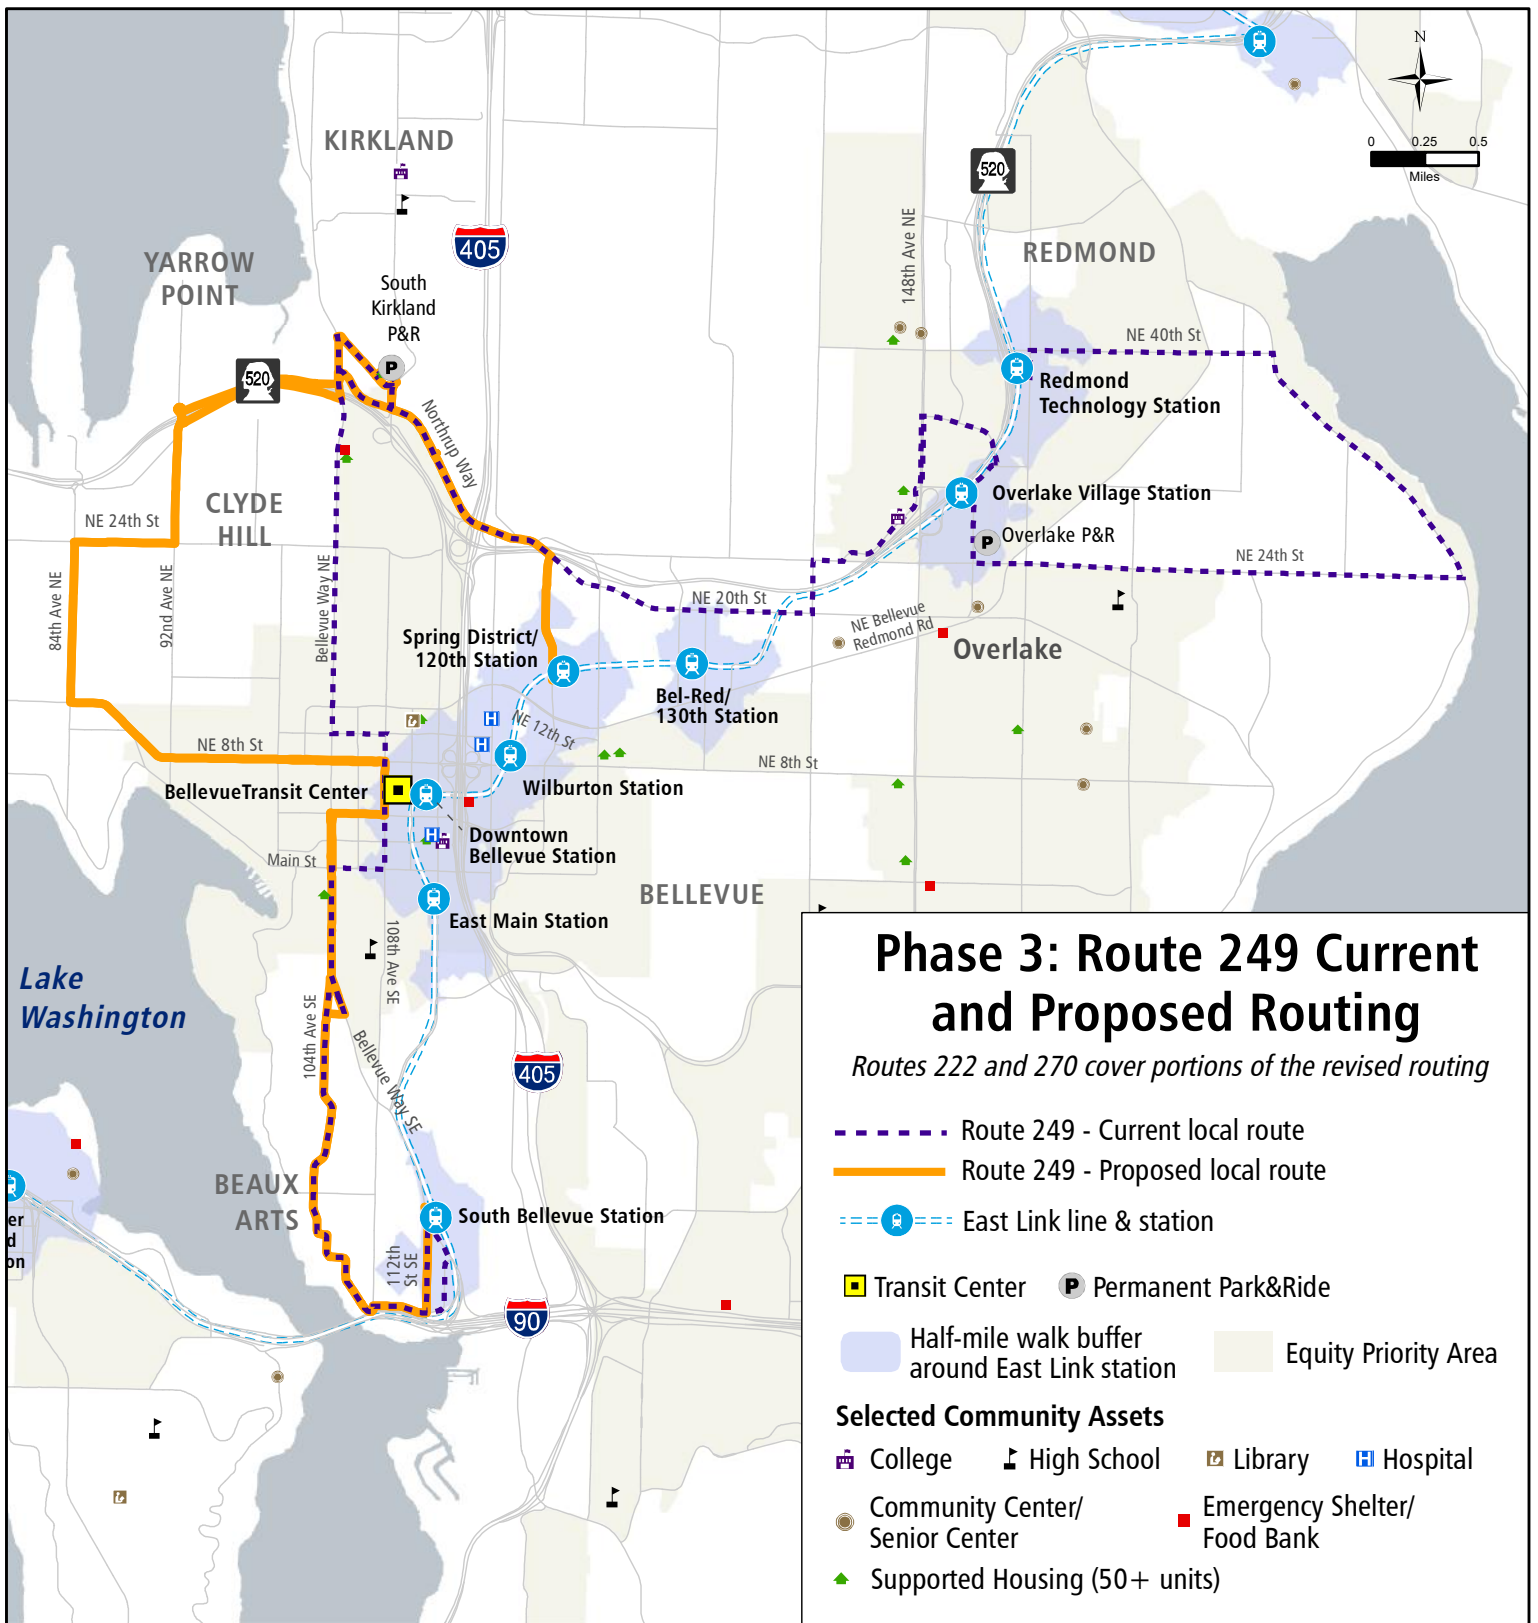 N
0 0.25 0.5
Miles
KIRKLAND
405
520
148th Ave NE
REDMOND
YARROW
POINT
South
Kirkland
P&R
P
NE 40th St
520
Redmond
Technology Station
Northrup Way
CLYDE
HILL
Overlake Village Station
NE 24th St
P
Overlake P&R
NE 24th St
84th Ave NE
92nd Ave NE
Bellevue Way NE
NE 20th St
NE Bellevue
Redmond Rd
Spring District/
120th Station
Overlake
Bel-Red/
130th Station
H
NE 12th St
H
NE 8th St
NE 8th St
BellevueTransit Center
Wilburton Station
H
Downtown
Bellevue Station
Main St
BELLEVUE
East Main Station
108th Ave SE
Lake
Washington
104th Ave SE
Bellevue Way SE
405
BEAUX
ARTS
South Bellevue Station
er
d
on
112th
St SE
90
Phase 3: Route 249 Current
and Proposed Routing
Routes 222 and 270 cover portions of the revised routing
Route 249 - Current local route
Route 249 - Proposed local route
East Link line & station
Transit Center
P Permanent Park&Ride
Half-mile walk buffer
around East Link station
Equity Priority Area
Selected Community Assets
College
High School
Library
H Hospital
Community Center/
Senior Center
Emergency Shelter/
Food Bank
Supported Housing (50+ units)